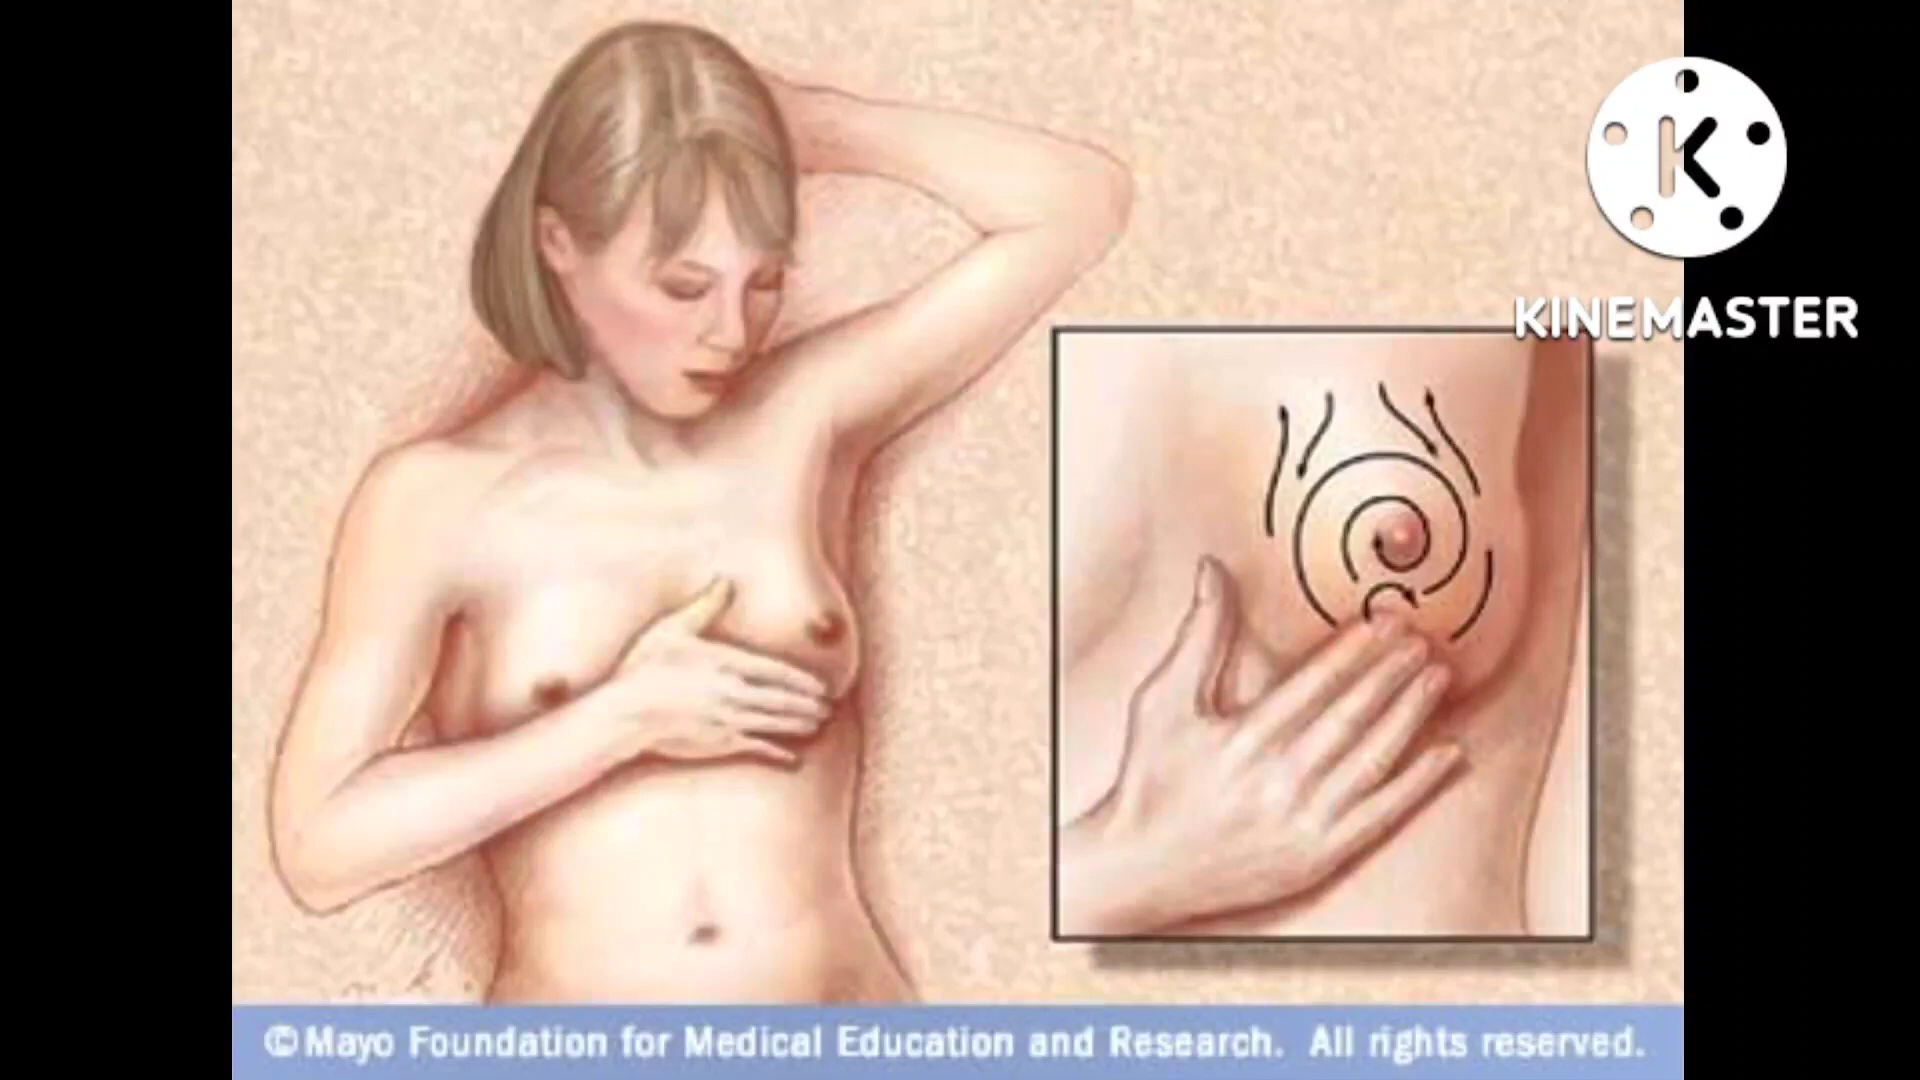 K
KINEMASTER
©Mayo Foundation for Medical Education and Research. All rights reserved.